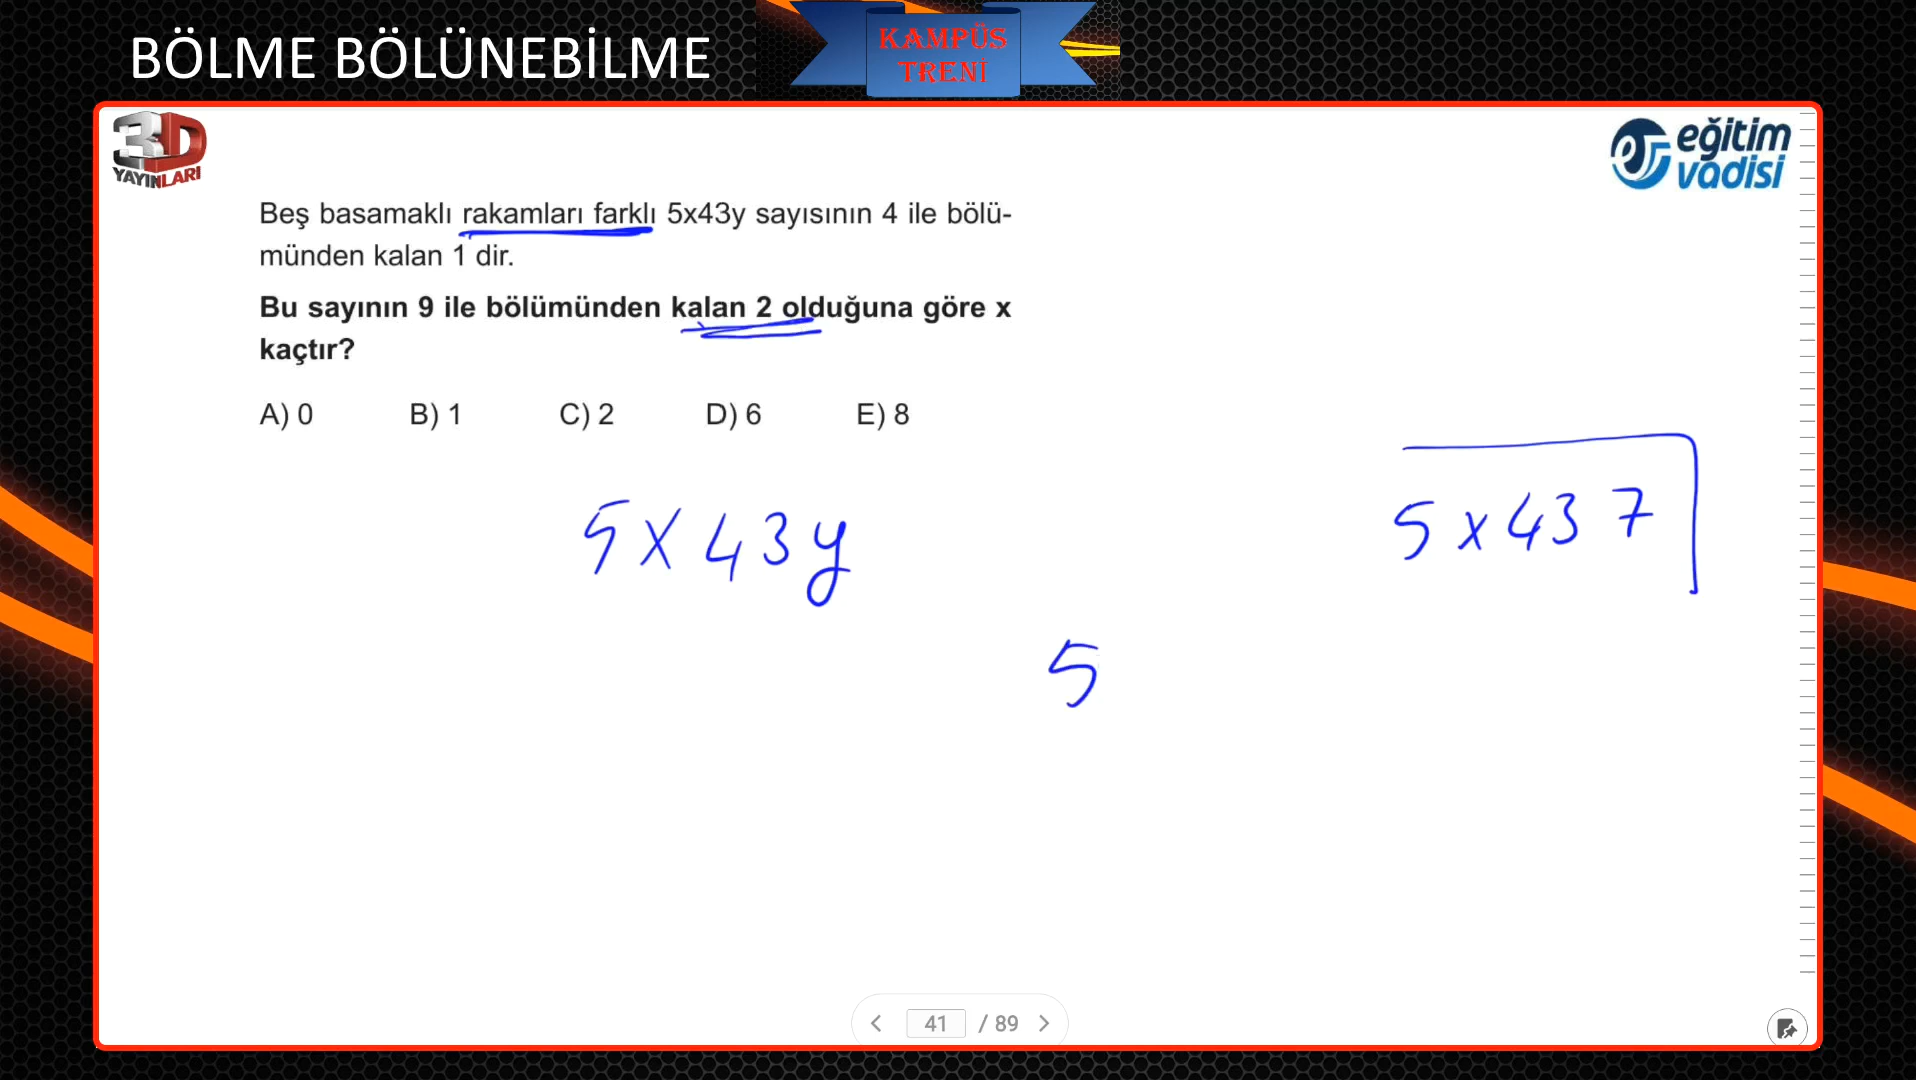 BÖLME BÖLÜNEBİLME
KAMPÜS
TRENİ
3D
YAYINLARI
eğitim
vadisi
Beş basamaklı rakamları farklı 5x43y sayısının 4 ile bölü-
münden kalan 1 dir.
Bu sayının 9 ile bölümünden kalan 2 olduğuna göre x
kaçtır?
A) 0 B) 1 C) 2 D) 6 E) 8
5x43y
5x437
5
41 / 89